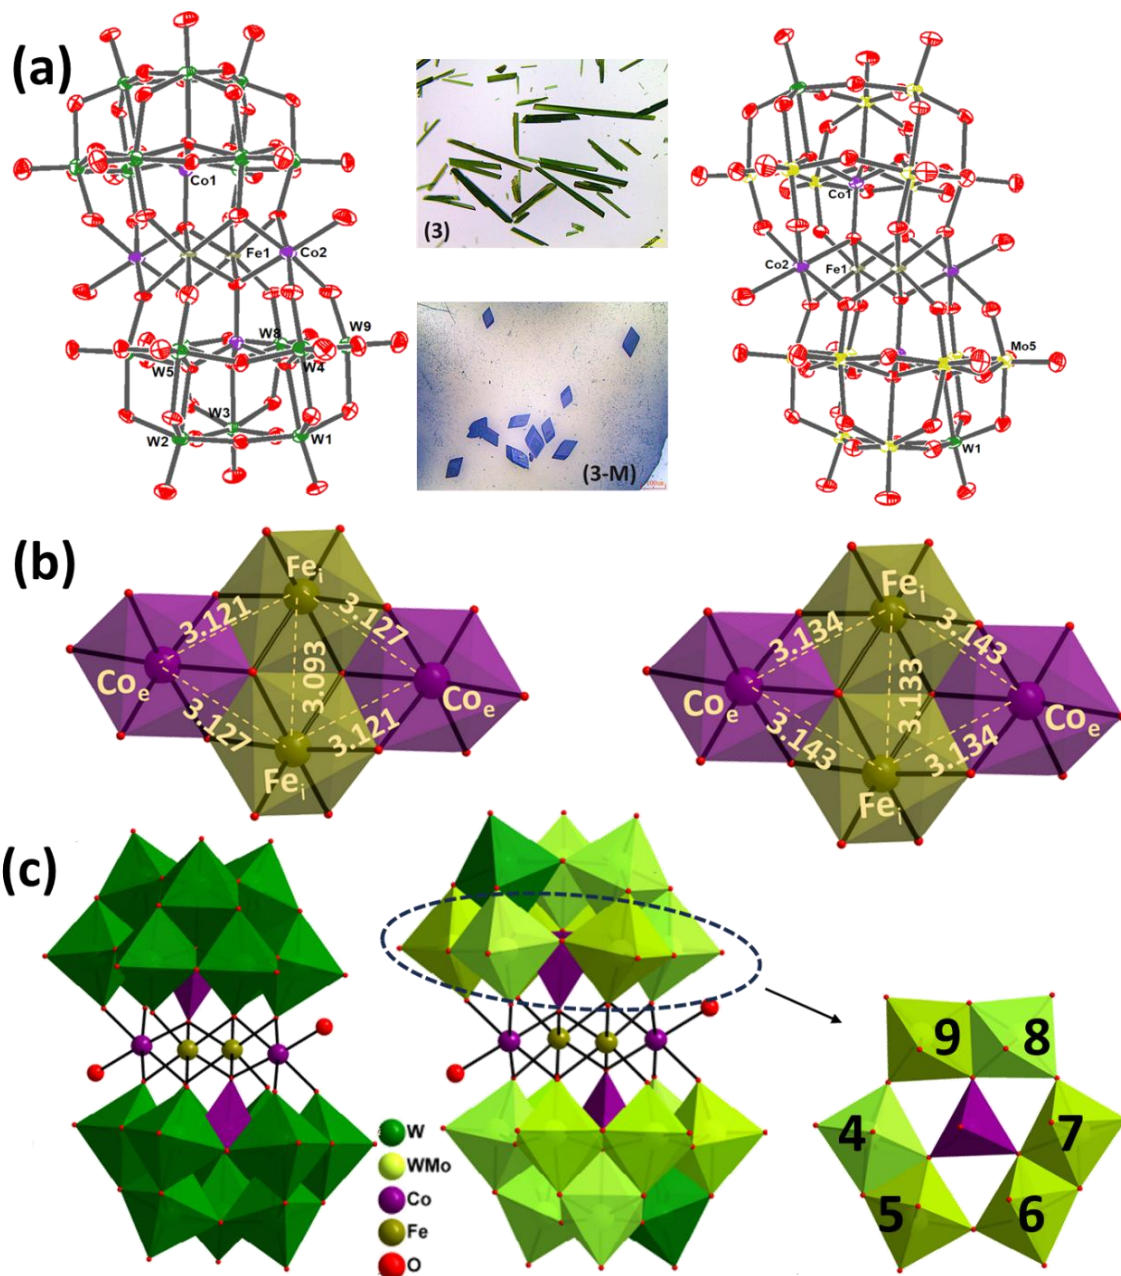 (a)
Co1
Fe1
Co2
W8
W9
W5
W4
W3
W2
W1
(3)
(3-M)
Co1
Co2
Fe1
Mo5
W1
(b)
Fei
3.121
3.127
3.093
Coe
Coe
3.127
3.121
Fei
Fei
3.134
3.143
3.133
Coe
Coe
3.143
3.134
Fei
(c)
W
WMo
Co
Fe
O
9
8
4
7
5
6